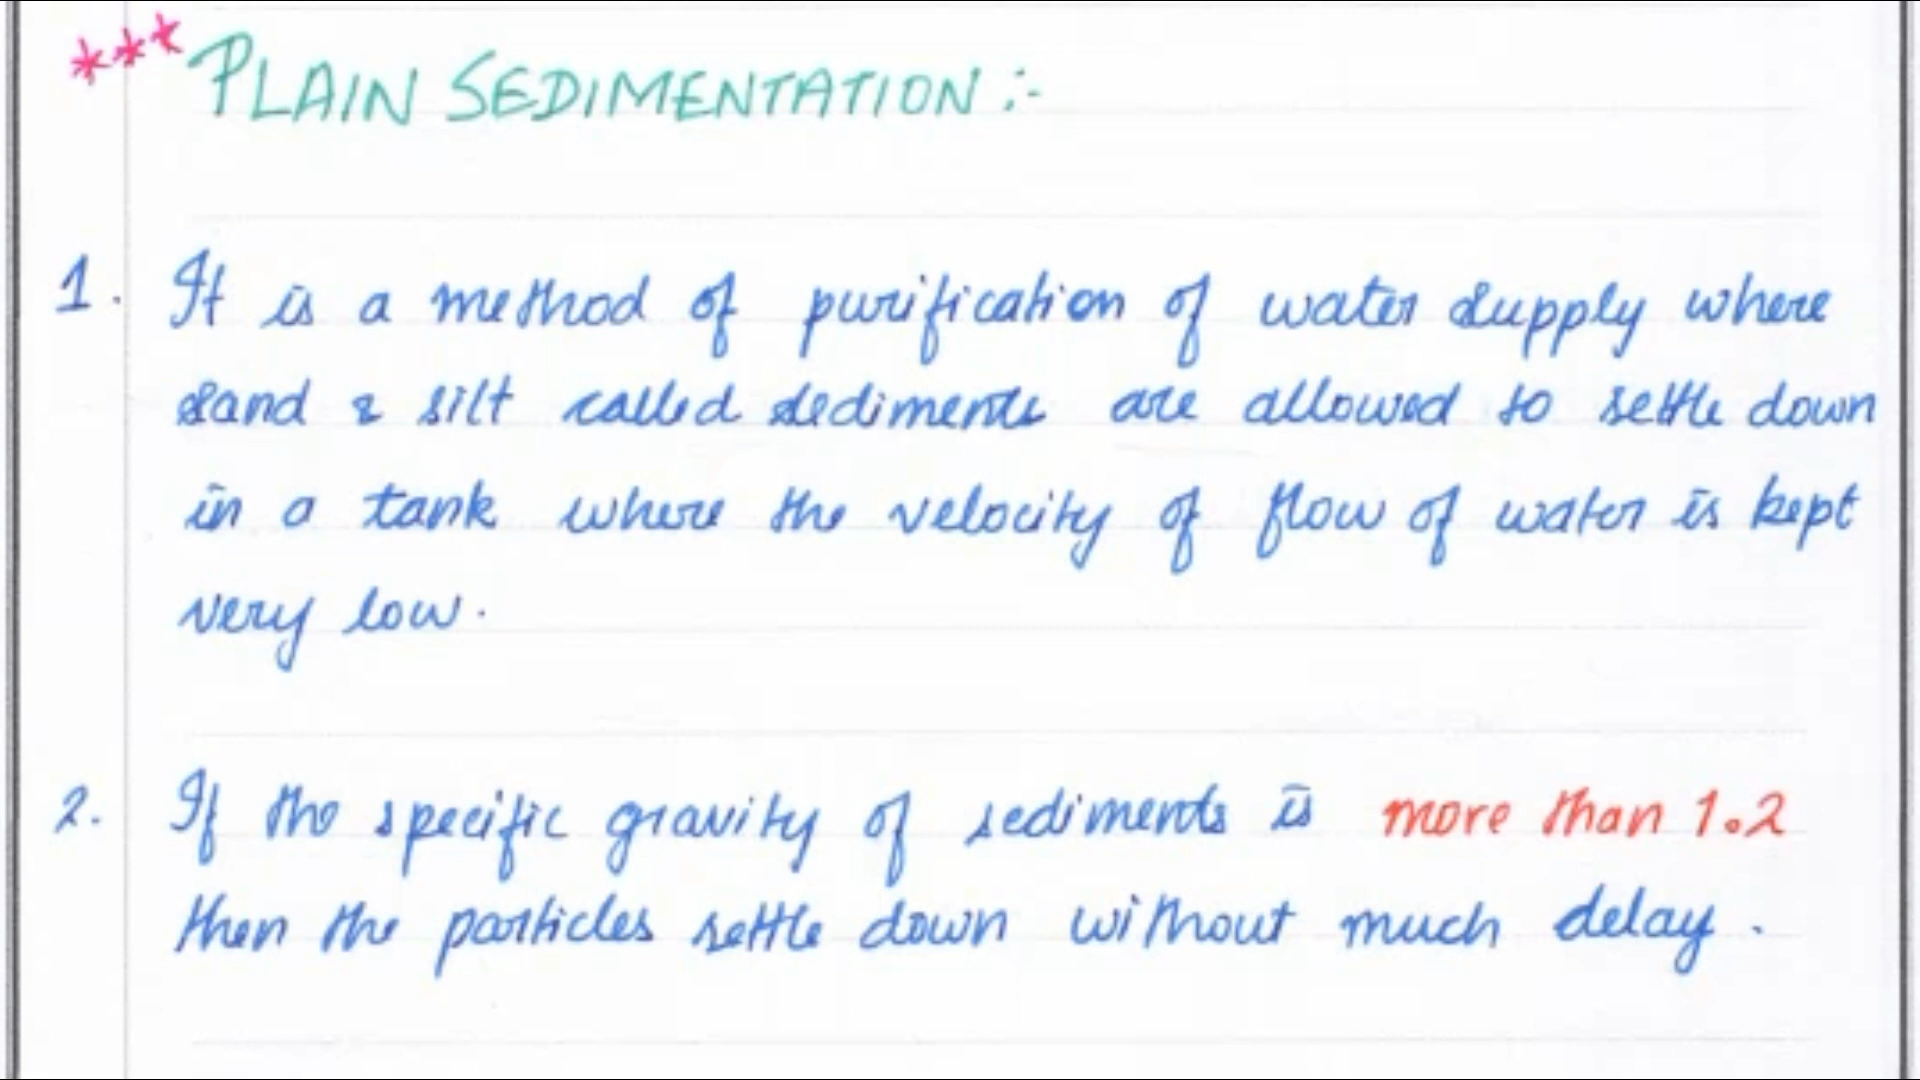 *** PLAIN SEDIMENTATION :-
1. It is a method of purification of water supply where
sand & silt called sediments are allowed to settle down
in a tank where the velocity of flow of water is kept
very low.
2. If the specific gravity of sediments is more than 1.2
then the particles settle down without much delay.